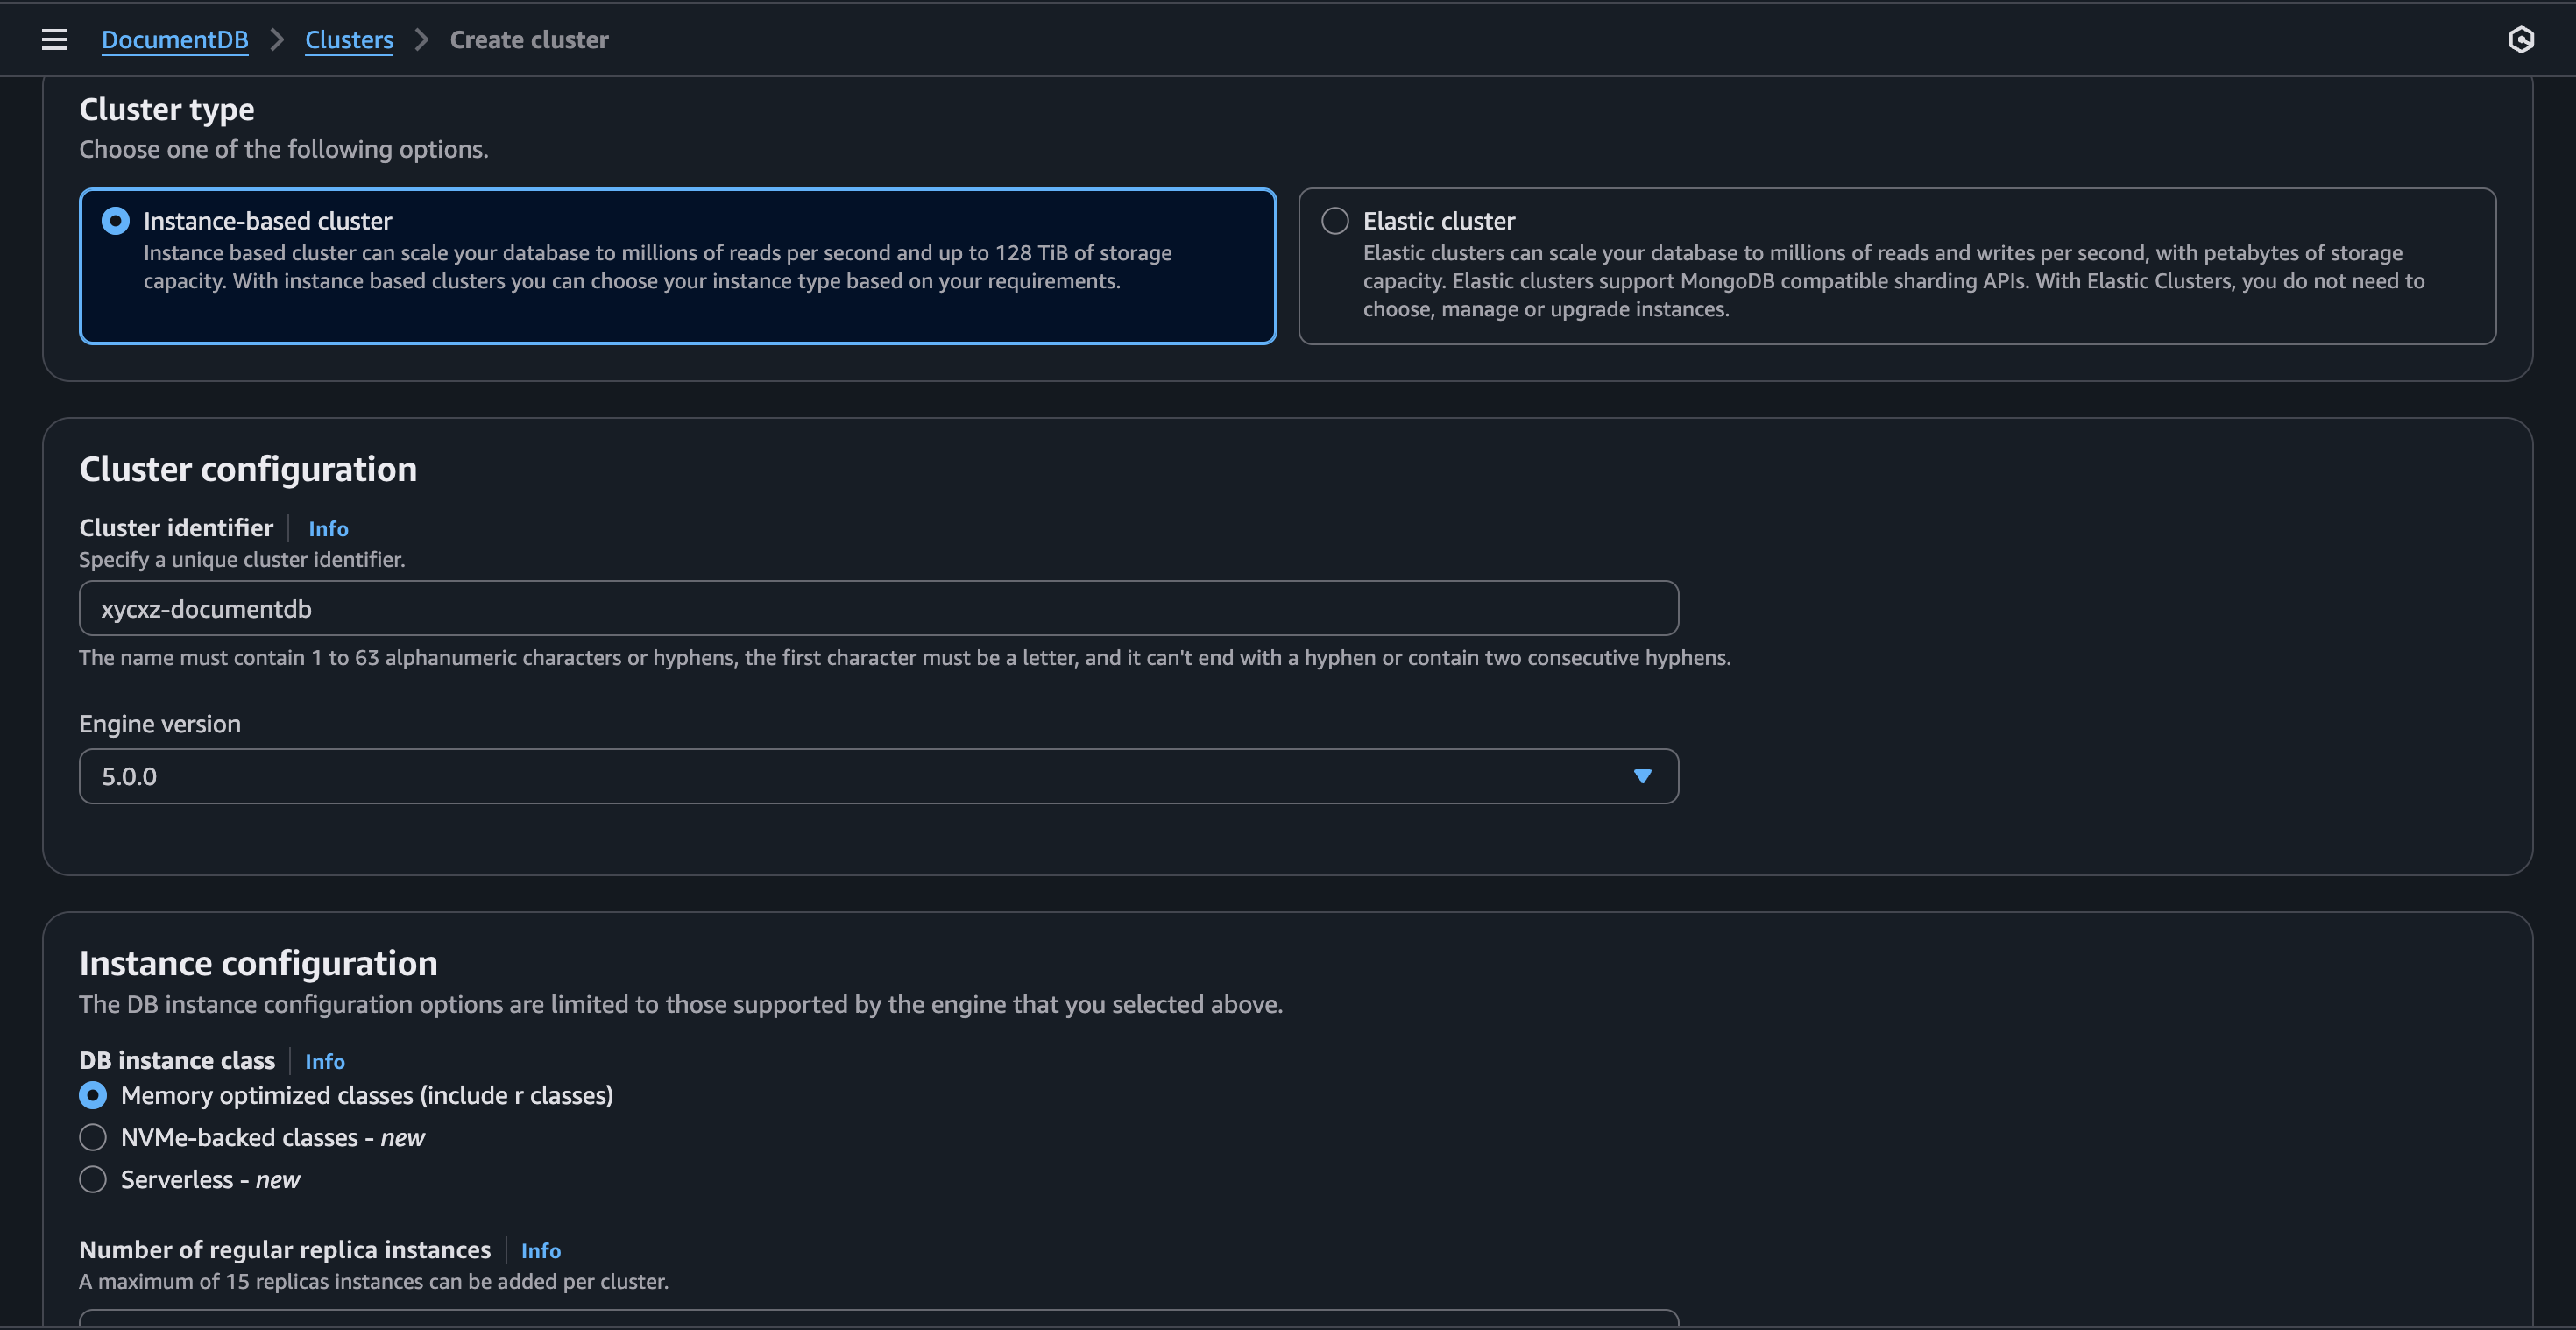 DocumentDB > Clusters > Create cluster
Cluster type
Choose one of the following options.
Instance-based cluster
Instance based cluster can scale your database to millions of reads per second and up to 128 TiB of storage
capacity. With instance based clusters you can choose your instance type based on your requirements.
Elastic cluster
Elastic clusters can scale your database to millions of reads and writes per second, with petabytes of storage
capacity. Elastic clusters support MongoDB compatible sharding APIs. With Elastic Clusters, you do not need to
choose, manage or upgrade instances.
Cluster configuration
Cluster identifier Info
Specify a unique cluster identifier.
xycxz-documentdb
The name must contain 1 to 63 alphanumeric characters or hyphens, the first character must be a letter, and it can't end with a hyphen or contain two consecutive hyphens.
Engine version
5.0.0
Instance configuration
The DB instance configuration options are limited to those supported by the engine that you selected above.
DB instance class Info
Memory optimized classes (include r classes)
NVMe-backed classes - new
Serverless - new
Number of regular replica instances Info
A maximum of 15 replicas instances can be added per cluster.